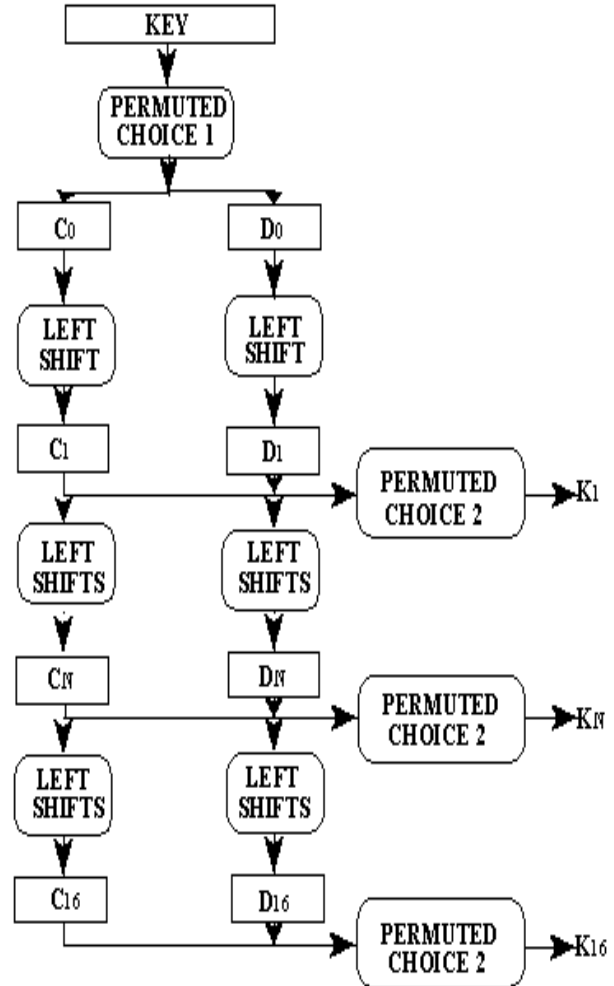 KEY
PERMUTED
CHOICE 1
C0
D0
LEFT
SHIFT
LEFT
SHIFT
C1
D1
PERMUTED
CHOICE 2
K1
LEFT
SHIFTS
LEFT
SHIFTS
CN
DN
PERMUTED
CHOICE 2
KN
LEFT
SHIFTS
LEFT
SHIFTS
C16
D16
PERMUTED
CHOICE 2
K16